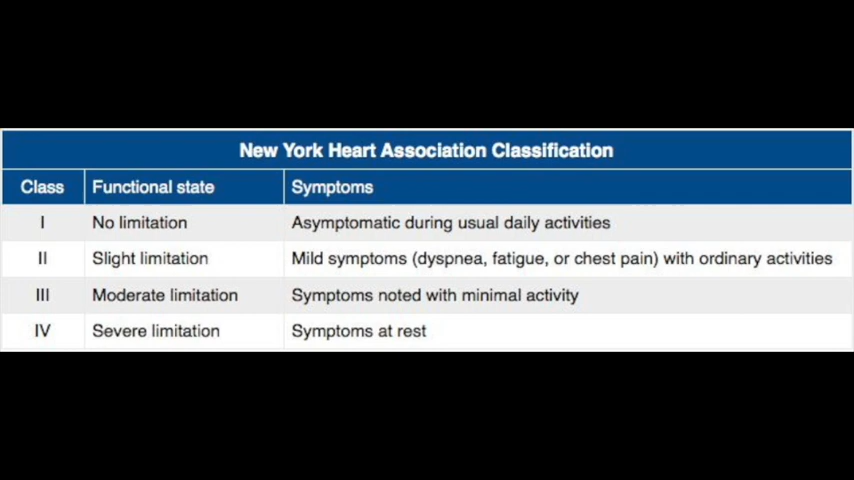 New York Heart Association Classification
Class Functional state Symptoms
I No limitation Asymptomatic during usual daily activities
II Slight limitation Mild symptoms (dyspnea, fatigue, or chest pain) with ordinary activities
III Moderate limitation Symptoms noted with minimal activity
IV Severe limitation Symptoms at rest